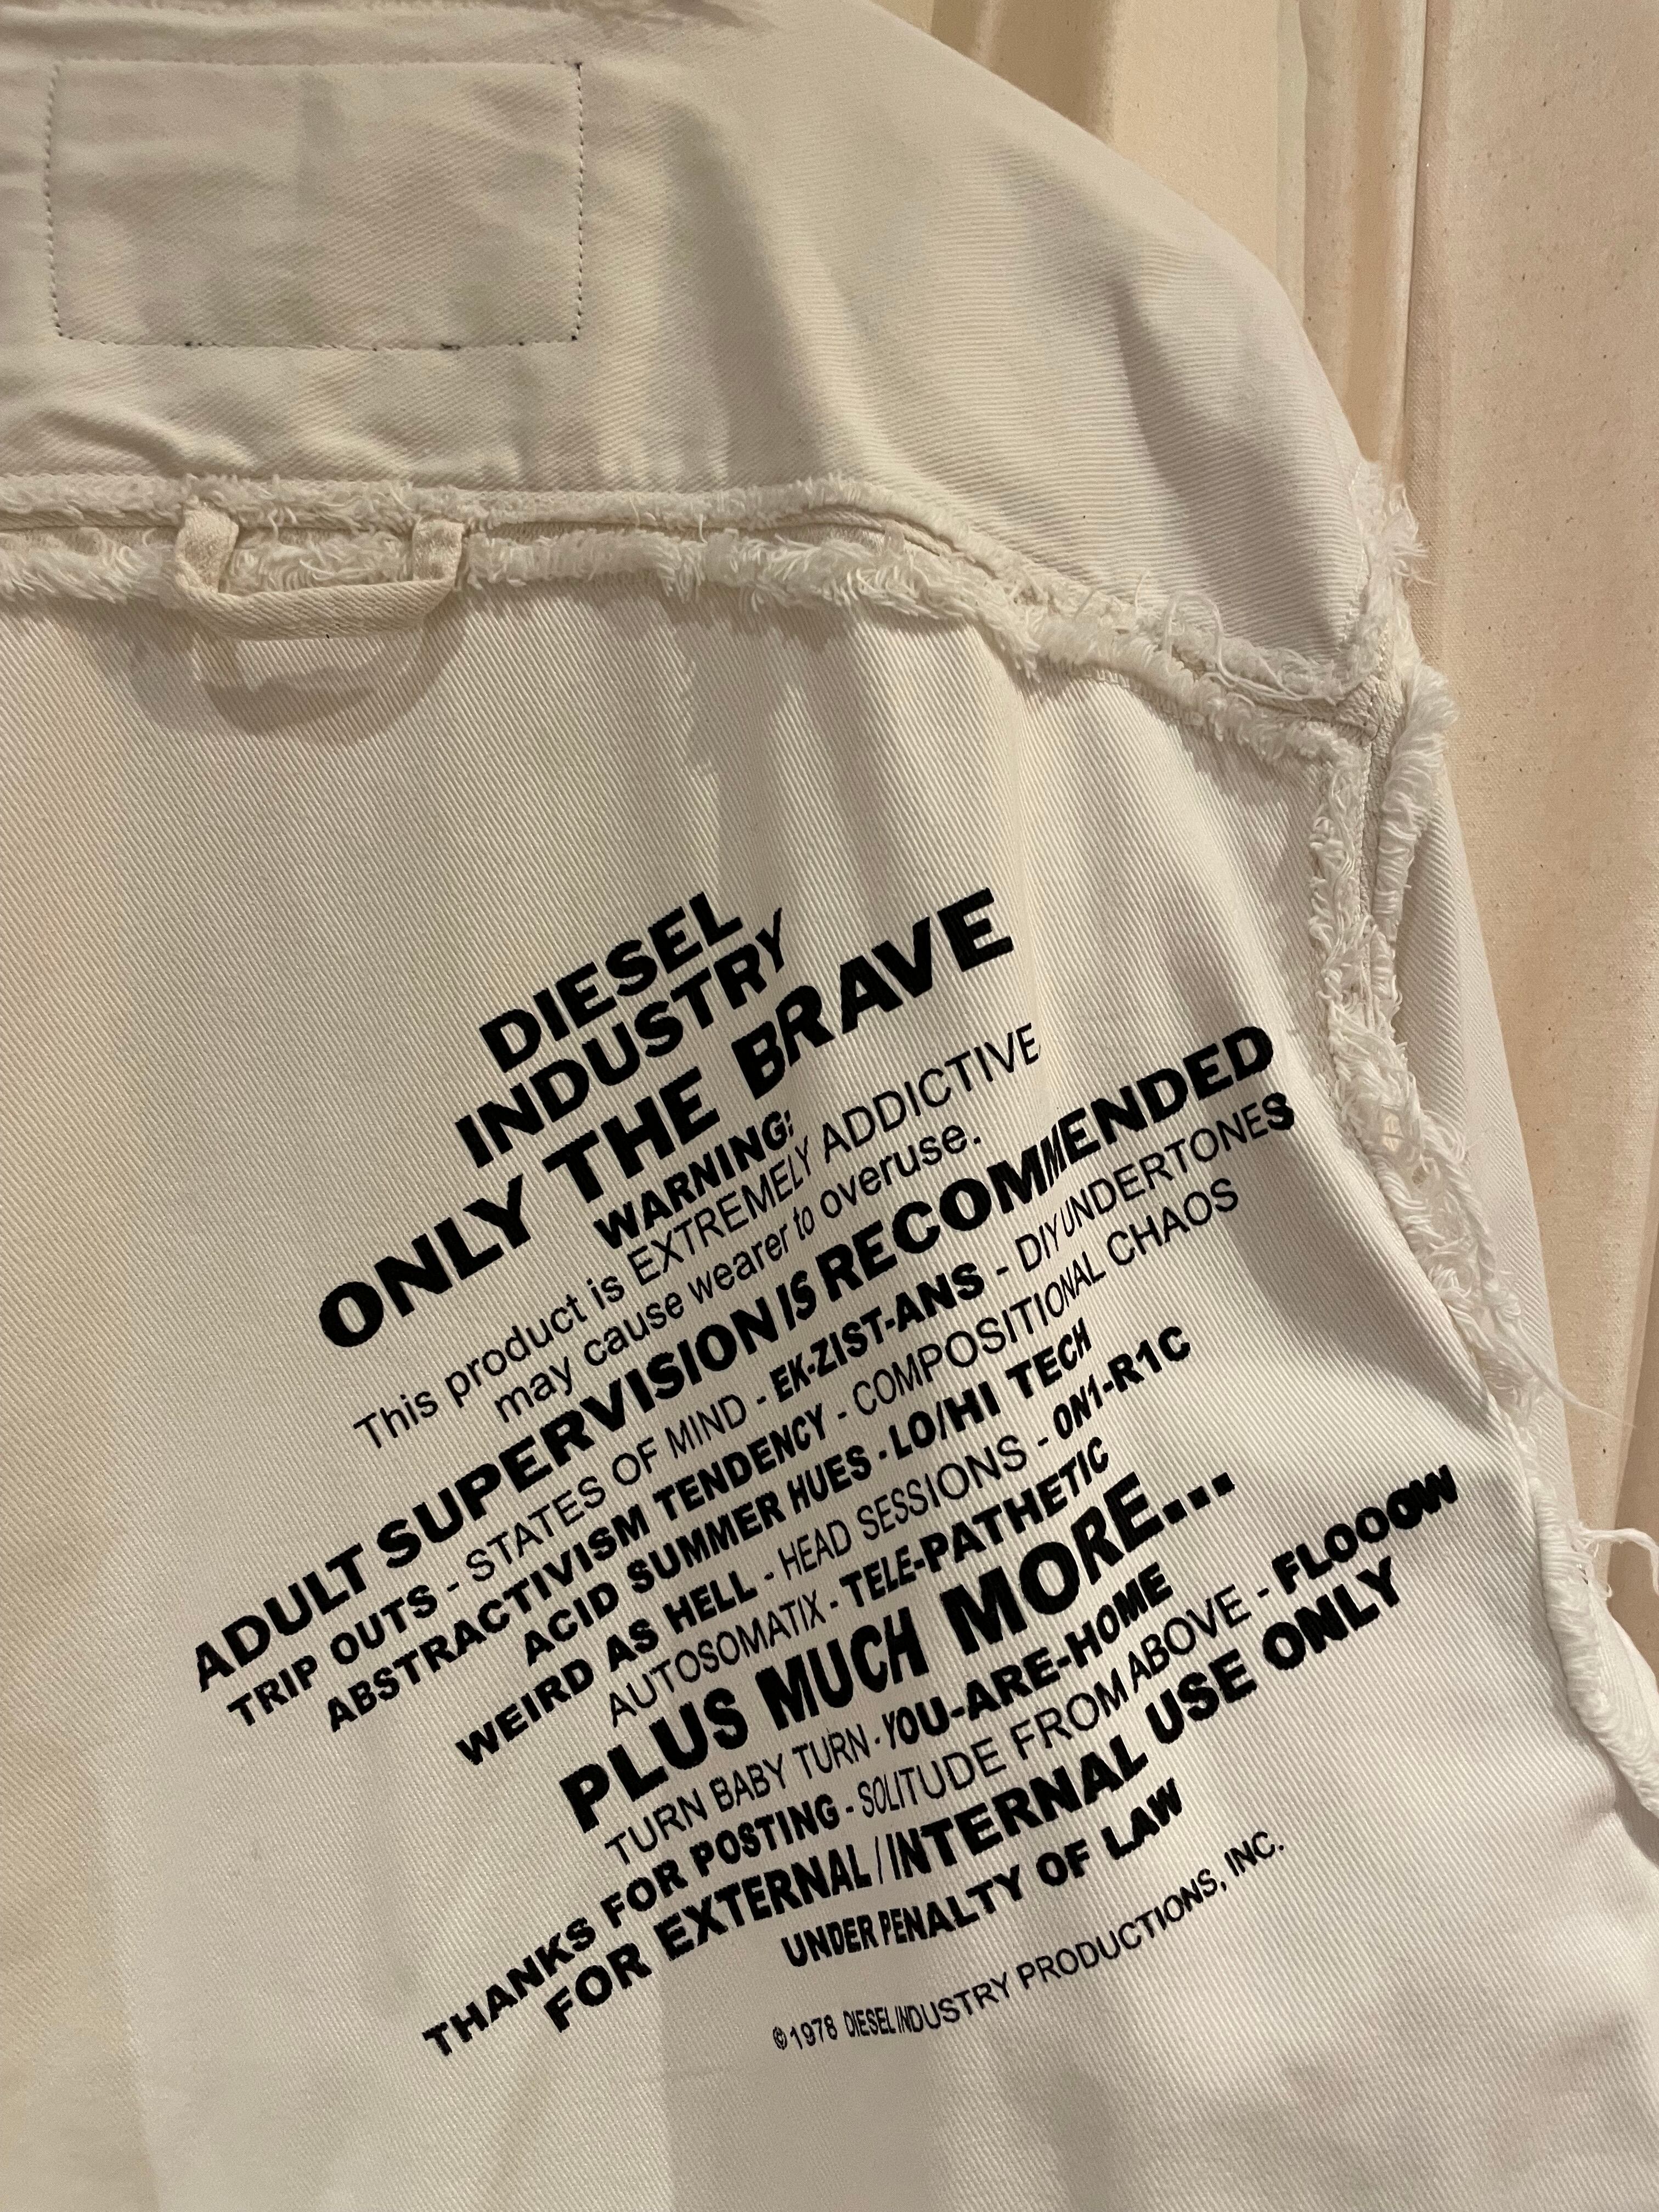 DIESEL
INDUSTRY
ONLY THE BRAVE
WARNING:
This product is EXTREMELY ADDICTIVE
may cause wearer to overuse.
ADULT SUPERVISION IS RECOMMENDED
TRIP OUTS - STATES OF MIND - EK-ZIST-ANS - DIY UNDERTONES
ABSTRACTIVISM TENDENCY - COMPOSITIONAL CHAOS
ACID SUMMER HUES - LO/HI TECH
WEIRD AS HELL - HEAD SESSIONS - ON1-R1C
AUTOSOMATIX - TELE-PATHETIC
PLUS MUCH MORE...
TURN BABY TURN - YOU-ARE-HOME
THANKS FOR POSTING - SOLITUDE FROM ABOVE - FLOOOW
FOR EXTERNAL/INTERNAL USE ONLY
UNDER PENALTY OF LAW
©1978 DIESEL INDUSTRY PRODUCTIONS, INC.